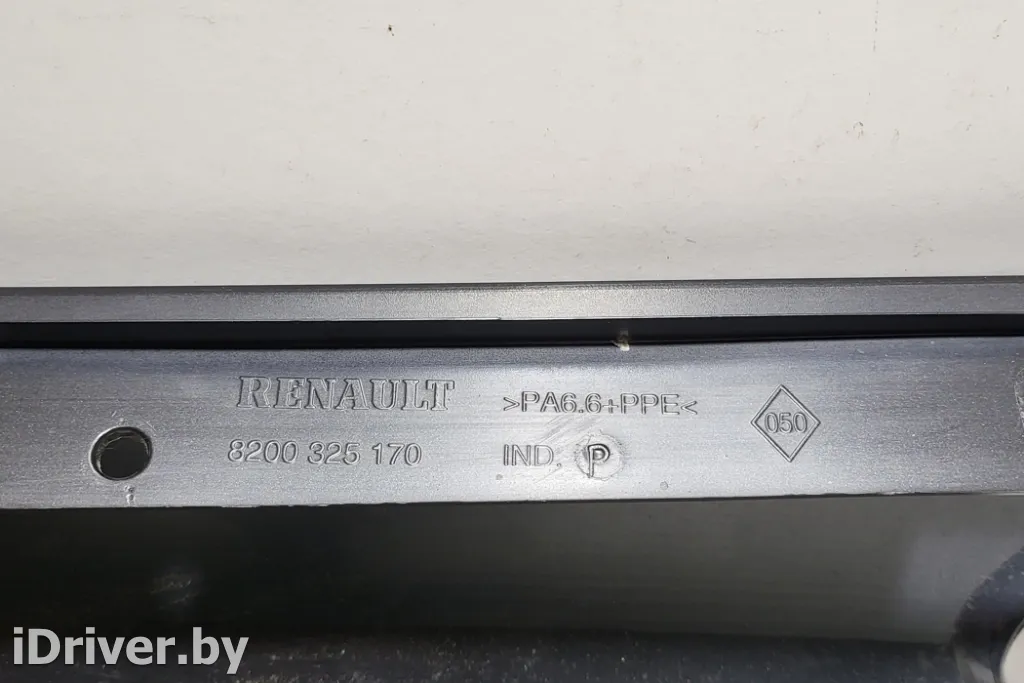 RENAULT >PA6.6+PPE< 050
8200 325 170 IND. P
iDriver.by